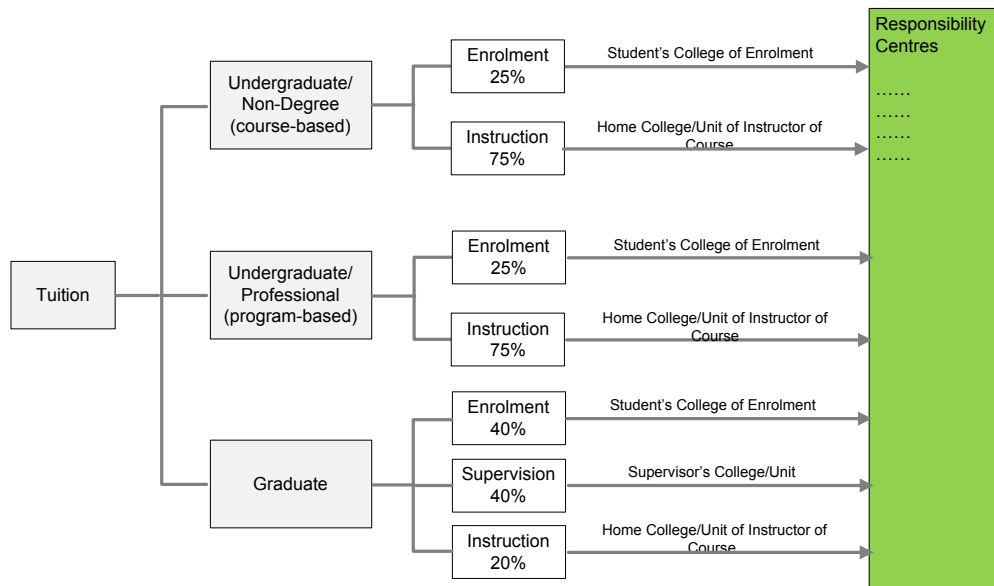 Responsibility
Centres
......
......
......
......
Tuition
Undergraduate/
Non-Degree
(course-based)
Enrolment
25%
Student's College of Enrolment
Instruction
75%
Home College/Unit of Instructor of
Course
Undergraduate/
Professional
(program-based)
Enrolment
25%
Student's College of Enrolment
Instruction
75%
Home College/Unit of Instructor of
Course
Graduate
Enrolment
40%
Student's College of Enrolment
Supervision
40%
Supervisor's College/Unit
Instruction
20%
Home College/Unit of Instructor of
Course